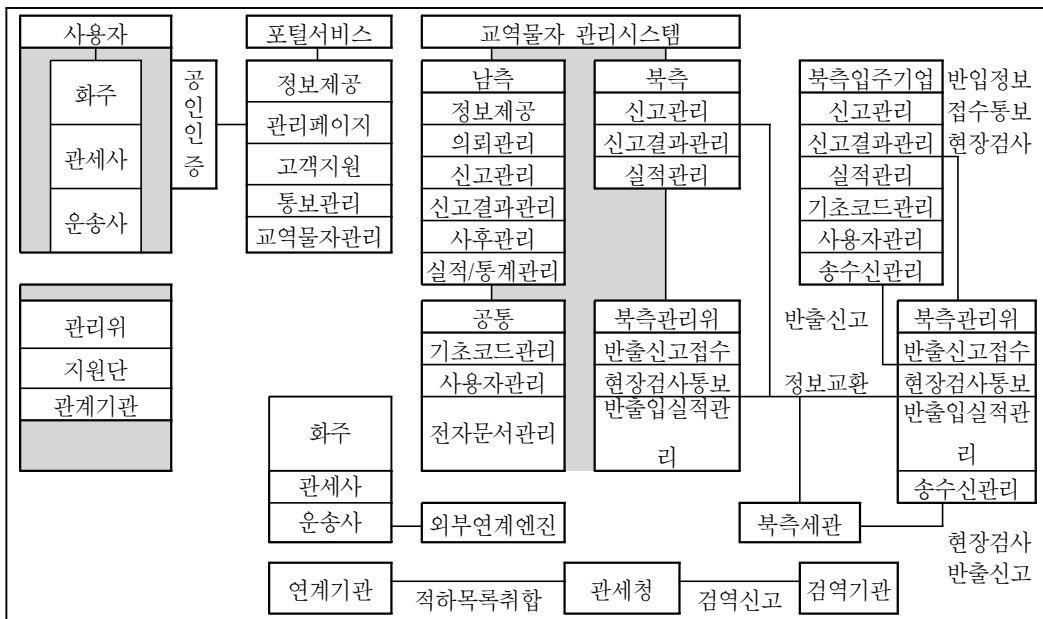 사용자
포털서비스
교역물자 관리시스템
화주
관세사
운송사
공
인
인
증
정보제공
관리페이지
고객지원
통보관리
교역물자관리
남측
정보제공
의뢰관리
신고관리
신고결과관리
사후관리
실적/통계관리
북측
신고관리
신고결과관리
실적관리
북측입주기업
신고관리
신고결과관리
실적관리
기초코드관리
사용자관리
송수신관리
반입정보
접수통보
현장검사
관리위
지원단
관계기관
공통
기초코드관리
사용자관리
전자문서관리
북측관리위
반출신고접수
현장검사통보
반출입실적관
리
반출신고
정보교환
북측관리위
반출신고접수
현장검사통보
반출입실적관
리
송수신관리
화주
관세사
운송사
외부연계엔진
북측세관
현장검사
반출신고
연계기관
적하목록취합
관세청
검역신고
검역기관